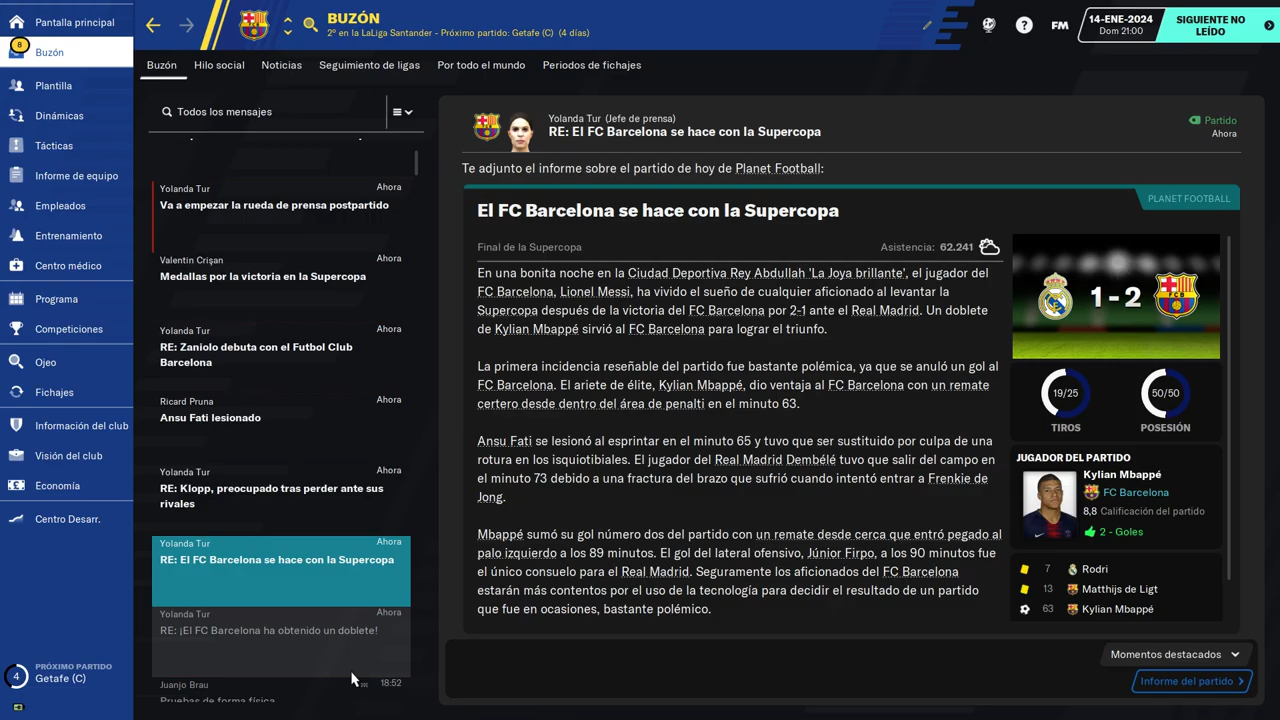 Pantalla principal
8
Buzón
Plantilla
Dinámicas
Tácticas
Informe de equipo
Empleados
Entrenamiento
Centro médico
Programa
Competiciones
Ojeo
Fichajes
Información del club
Visión del club
Economía
Centro Desarr.
PRÓXIMO PARTIDO
4
Getafe (C)
BUZÓN
2º en la LaLiga Santander - Próximo partido: Getafe (C) (4 días)
FM
14-ENE-2024
Dom 21:00
SIGUIENTE NO
LEÍDO
Buzón Hilo social Noticias Seguimiento de ligas Por todo el mundo Periodos de fichajes
Todos los mensajes
Yolanda Tur Ahora
Va a empezar la rueda de prensa postpartido
Valentin Crișan Ahora
Medallas por la victoria en la Supercopa
Yolanda Tur Ahora
RE: Zaniolo debuta con el Futbol Club
Barcelona
Ricard Pruna Ahora
Ansu Fati lesionado
Yolanda Tur Ahora
RE: Klopp, preocupado tras perder ante sus
rivales
Yolanda Tur Ahora
RE: El FC Barcelona se hace con la Supercopa
Yolanda Tur Ahora
RE: ¡El FC Barcelona ha obtenido un doblete!
Juanjo Brau 18:52
Pruebas de forma física
Yolanda Tur (Jefe de prensa)
RE: El FC Barcelona se hace con la Supercopa
Partido
Ahora
Te adjunto el informe sobre el partido de hoy de Planet Football:
PLANET FOOTBALL
El FC Barcelona se hace con la Supercopa
Final de la Supercopa Asistencia: 62.241
En una bonita noche en la Ciudad Deportiva Rey Abdullah 'La Joya brillante', el jugador del
FC Barcelona, Lionel Messi, ha vivido el sueño de cualquier aficionado al levantar la
Supercopa después de la victoria del FC Barcelona por 2-1 ante el Real Madrid. Un doblete
de Kylian Mbappé sirvió al FC Barcelona para lograr el triunfo.
La primera incidencia reseñable del partido fue bastante polémica, ya que se anuló un gol al
FC Barcelona. El ariete de élite, Kylian Mbappé, dio ventaja al FC Barcelona con un remate
certero desde dentro del área de penalti en el minuto 63.
Ansu Fati se lesionó al esprintar en el minuto 65 y tuvo que ser sustituido por culpa de una
rotura en los isquiotibiales. El jugador del Real Madrid Dembélé tuvo que salir del campo en
el minuto 73 debido a una fractura del brazo que sufrió cuando intentó entrar a Frenkie de
Jong.
Mbappé sumó su gol número dos del partido con un remate desde cerca que entró pegado al
palo izquierdo a los 89 minutos. El gol del lateral ofensivo, Júnior Firpo, a los 90 minutos fue
el único consuelo para el Real Madrid. Seguramente los aficionados del FC Barcelona
estarán más contentos por el uso de la tecnología para decidir el resultado de un partido
que fue en ocasiones, bastante polémico.
1 - 2
19/25
TIROS
50/50
POSESIÓN
JUGADOR DEL PARTIDO
Kylian Mbappé
FC Barcelona
8,8 Calificación del partido
2 - Goles
7 Rodri
13 Matthijs de Ligt
63 Kylian Mbappé
Momentos destacados
Informe del partido